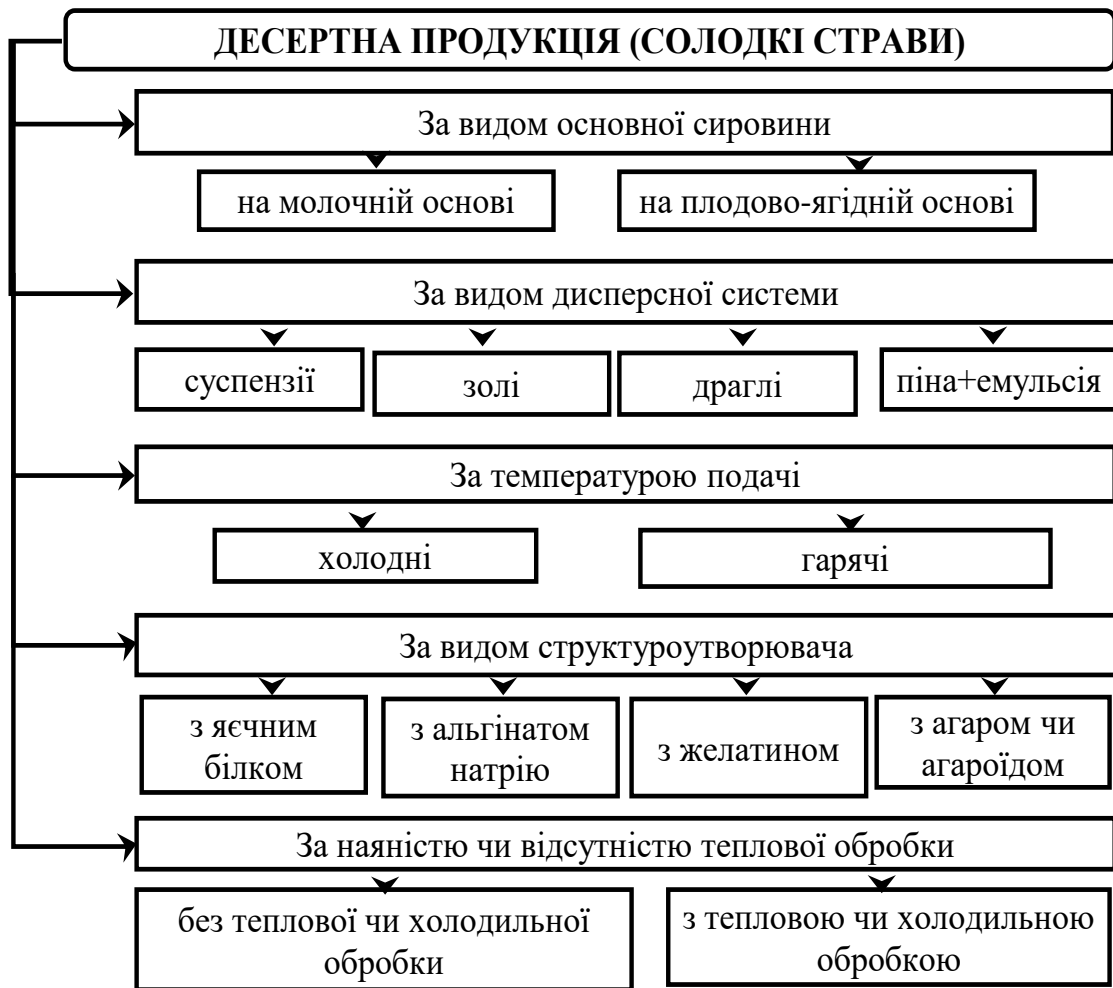 ДЕСЕРТНА ПРОДУКЦІЯ (СОЛОДКІ СТРАВИ)
За видом основної сировини
на молочній основі
на плодово-ягідній основі
За видом дисперсної системи
суспензії
золі
драглі
піна+емульсія
За температурою подачі
холодні
гарячі
За видом структуроутворювача
з яєчним
білком
з альгінатом
натрію
з желатином
з агаром чи
агароїдом
За наяністю чи відсутністю теплової обробки
без теплової чи холодильної
обробки
з тепловою чи холодильною
обробкою